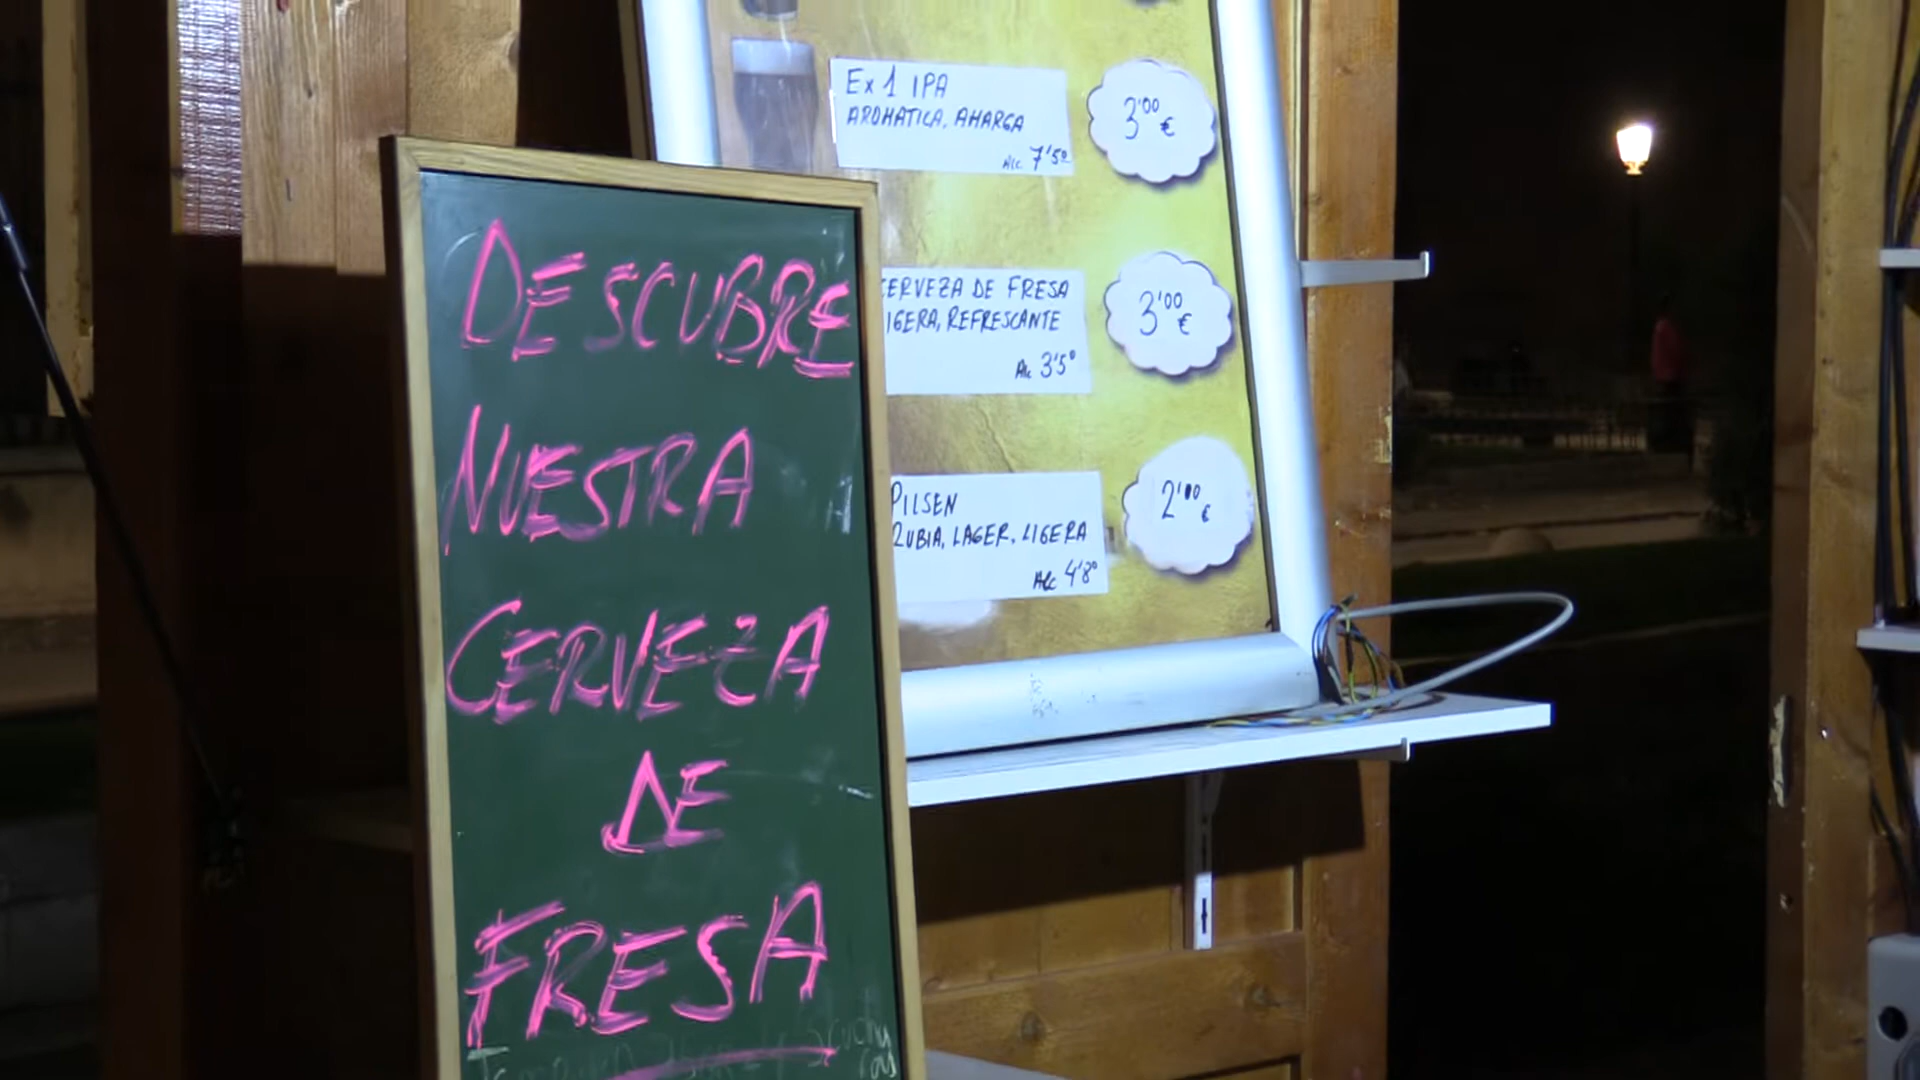 DESCUBRE
NUESTRA
CERVEZA
DE
FRESA
Ex 1 IPA
AROMATICA, AMARGA
Alc 7'5º
3'00 €
CERVEZA DE FRESA
IGERA, REFRESCANTE
Alc 3'5º
3'00 €
PILSEN
RUBIA, LAGER, LIGERA
Alc 4'8º
2'00 €